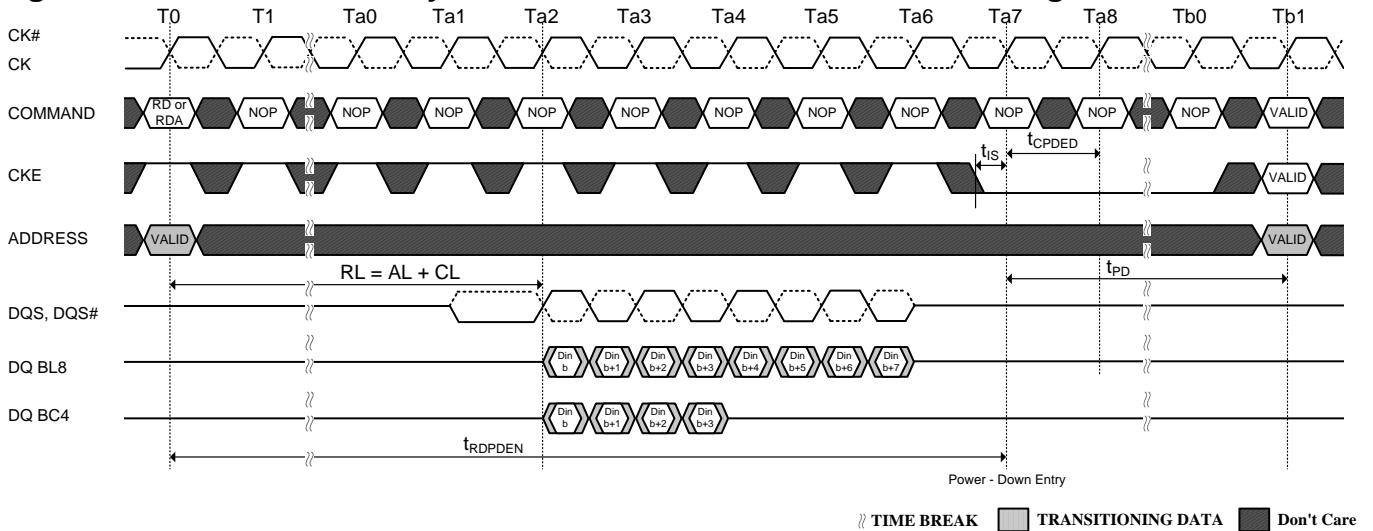 T0 T1 Ta0 Ta1 Ta2 Ta3 Ta4 Ta5 Ta6 Ta7 Ta8 Tb0 Tb1
CK#
CK
COMMAND
RD or
RDA
NOP NOP NOP NOP NOP NOP NOP NOP NOP NOP NOP VALID
tIS
tCPDED
CKE
VALID
ADDRESS
VALID VALID
RL = AL + CL
tPD
DQS, DQS#
DQ BL8
Din
b
Din
b+1
Din
b+2
Din
b+3
Din
b+4
Din
b+5
Din
b+6
Din
b+7
DQ BC4
Din
b
Din
b+1
Din
b+2
Din
b+3
tRDPDEN
Power - Down Entry
TIME BREAK TRANSITIONING DATA Don't Care